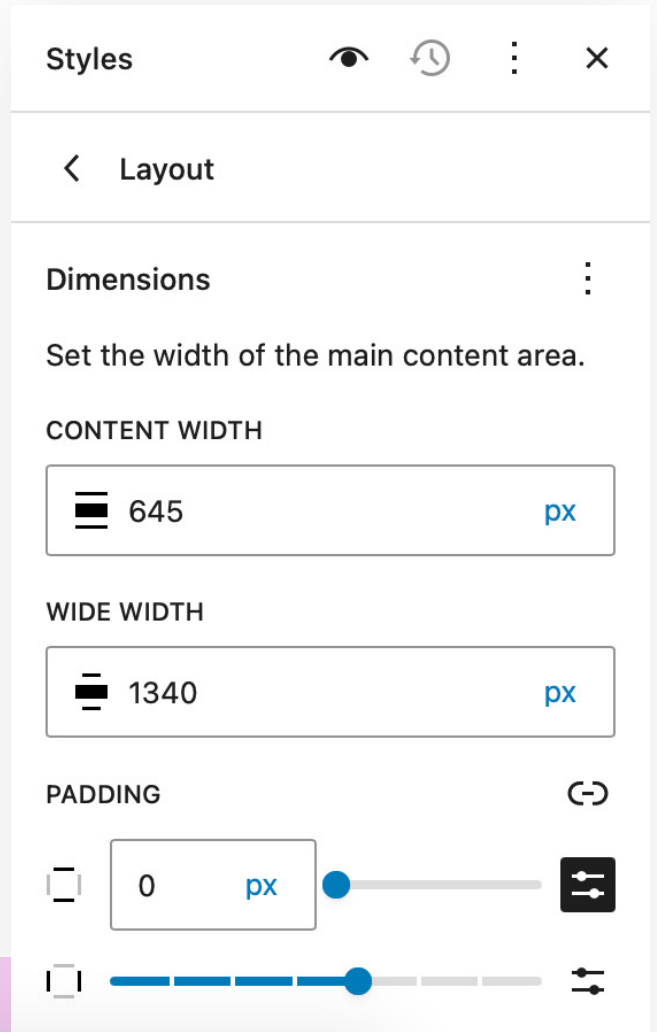 Styles
Layout
Dimensions
Set the width of the main content area.
CONTENT WIDTH
645 px
WIDE WIDTH
1340 px
PADDING
0 px